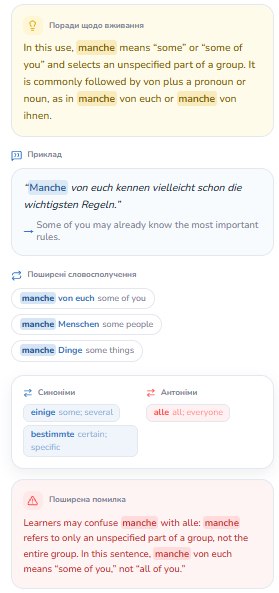 Поради щодо вживання
In this use, manche means “some” or “some of
you” and selects an unspecified part of a group. It
is commonly followed by von plus a pronoun or
noun, as in manche von euch or manche von
ihnen.
Приклад
“Manche von euch kennen vielleicht schon die
wichtigsten Regeln.”
→ Some of you may already know the most important
rules.
Поширені словосполучення
manche von euch some of you
manche Menschen some people
manche Dinge some things
Синоніми
einige some; several
bestimmte certain;
specific
Антоніми
alle all; everyone
Поширена помилка
Learners may confuse manche with alle: manche
refers to only an unspecified part of a group, not the
entire group. In this sentence, manche von euch
means “some of you,” not “all of you.”